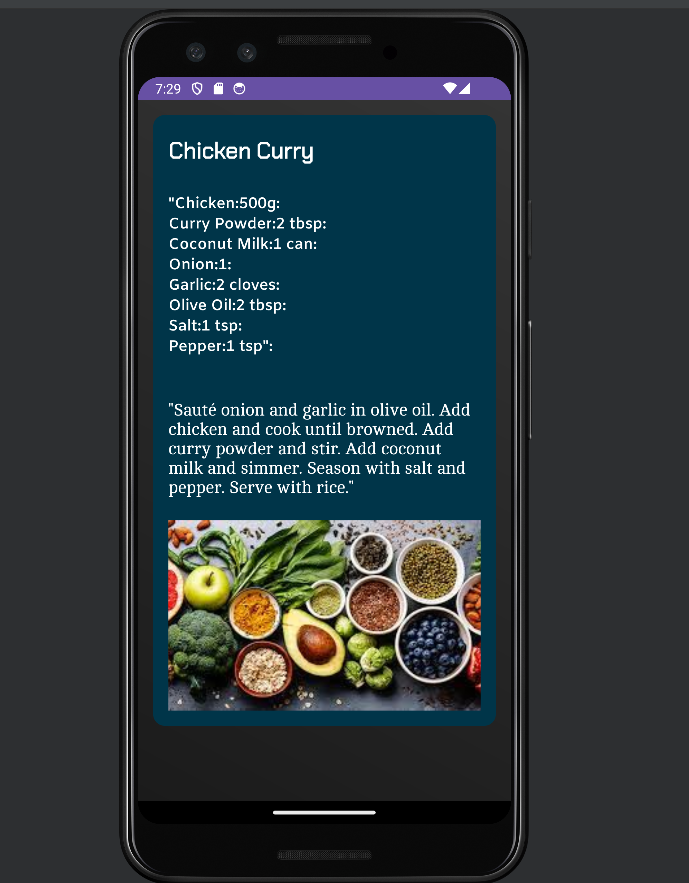 7:29
Chicken Curry
"Chicken:500g:
Curry Powder:2 tbsp:
Coconut Milk:1 can:
Onion:1:
Garlic:2 cloves:
Olive Oil:2 tbsp:
Salt:1 tsp:
Pepper:1 tsp":
"Sauté onion and garlic in olive oil. Add
chicken and cook until browned. Add
curry powder and stir. Add coconut
milk and simmer. Season with salt and
pepper. Serve with rice."